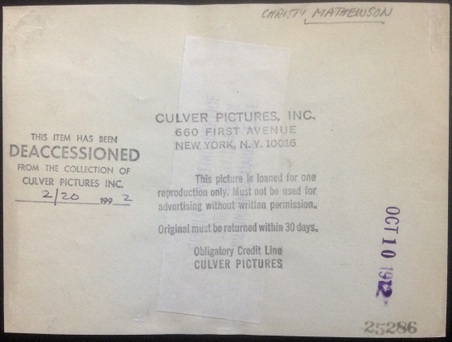 CHRISTY MATHEWSON
CULVER PICTURES, INC.
660 FIRST AVENUE
NEW YORK, N.Y. 10016
THIS ITEM HAS BEEN
DEACCESSIONED
FROM THE COLLECTION OF
CULVER PICTURES INC.
2/20 1992
This picture is loaned for one
reproduction only. Must not be used for
advertising without written permission.
Original must be returned within 30 days.
Obligatory Credit Line
CULVER PICTURES
OCT 10 1912
25286